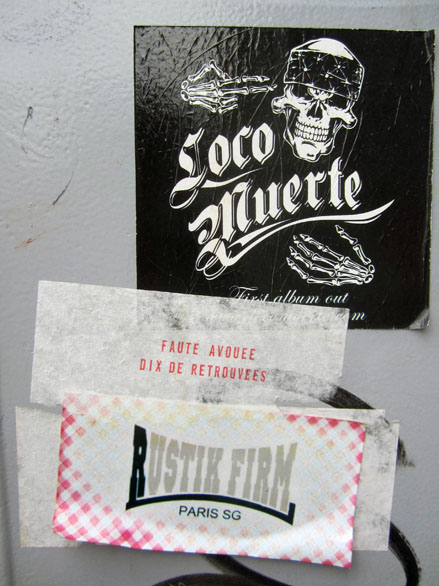 Loco
Muerte
First album out
FAUTE AVOUEE
DIX DE RETROUVEES
RUSTIK FIRM
PARIS SG